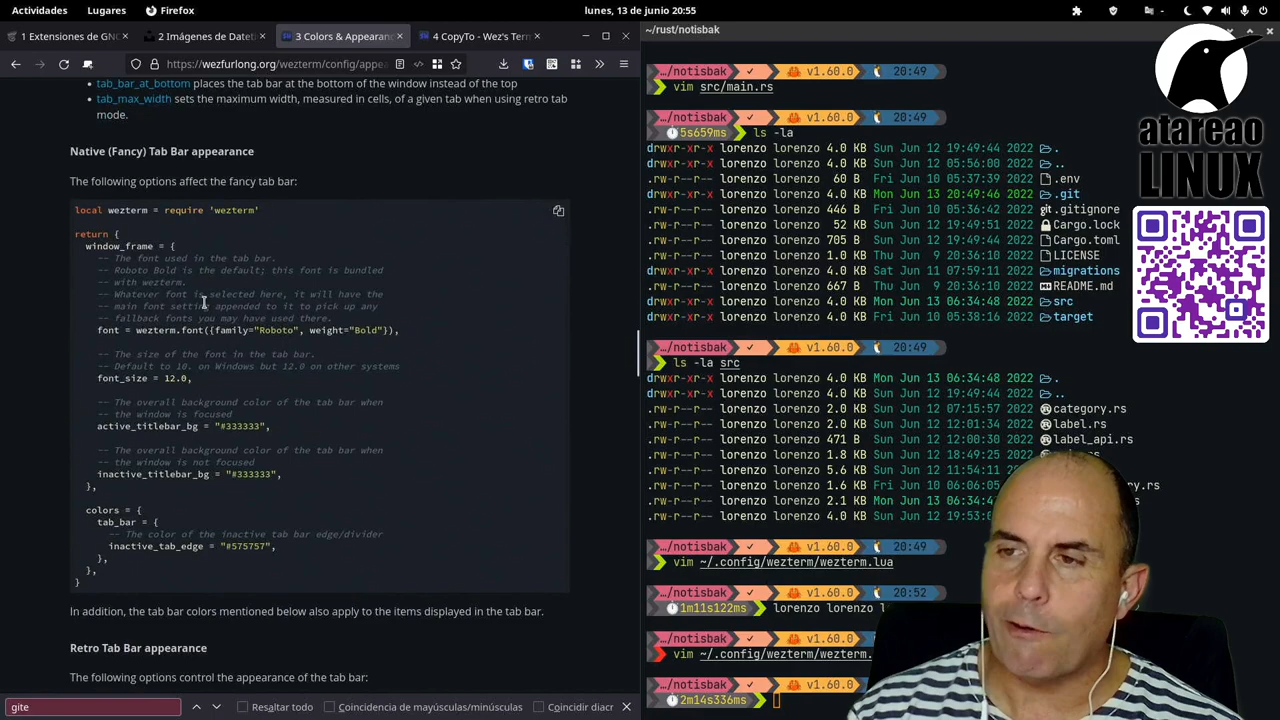 Actividades Lugares Firefox lunes, 13 de junio 20:55
1 Extensiones de GNO 2 Imágenes de Dateti 3 Colors & Appearanc 4 CopyTo - Wez's Tern
https://wezfurlong.org/wezterm/config/appea
tab_bar_at_bottom places the tab bar at the bottom of the window instead of the top
tab_max_width sets the maximum width, measured in cells, of a given tab when using retro tab
mode.
Native (Fancy) Tab Bar appearance
The following options affect the fancy tab bar:
local wezterm = require 'wezterm'
return {
window_frame = {
-- The font used in the tab bar.
-- Roboto Bold is the default; this font is bundled
-- with wezterm.
-- Whatever font is selected here, it will have the
-- main font setting appended to it to pick up any
-- fallback fonts you may have used there.
font = wezterm.font({family="Roboto", weight="Bold"}),
-- The size of the font in the tab bar.
-- Default to 10. on Windows but 12.0 on other systems
font_size = 12.0,
-- The overall background color of the tab bar when
-- the window is focused
active_titlebar_bg = "#333333",
-- The overall background color of the tab bar when
-- the window is not focused
inactive_titlebar_bg = "#333333",
},
colors = {
tab_bar = {
-- The color of the inactive tab bar edge/divider
inactive_tab_edge = "#575757",
},
},
}
In addition, the tab bar colors mentioned below also apply to the items displayed in the tab bar.
Retro Tab Bar appearance
The following options control the appearance of the tab bar:
gite Resaltar todo Coincidencia de mayúsculas/minúsculas Coincidir diacr
~/rust/notisbak
…/notisbak ✓ v1.60.0 20:49
vim src/main.rs
…/notisbak ✓ v1.60.0 20:49
5s659ms ls -la
drwxr-xr-x lorenzo lorenzo 4.0 KB Sun Jun 12 19:49:44 2022 .
drwxr-xr-x lorenzo lorenzo 4.0 KB Sun Jun 12 05:56:00 2022 ..
.rw-r--r-- lorenzo lorenzo 60 B Fri Jun 10 05:37:39 2022 .env
drwxr-xr-x lorenzo lorenzo 4.0 KB Mon Jun 13 20:49:46 2022 .git
.rw-r--r-- lorenzo lorenzo 446 B Fri Jun 10 05:36:42 2022 .gitignore
.rw-r--r-- lorenzo lorenzo 52 KB Sun Jun 12 19:49:51 2022 Cargo.lock
.rw-r--r-- lorenzo lorenzo 705 B Sun Jun 12 19:49:44 2022 Cargo.toml
.rw-r--r-- lorenzo lorenzo 1.0 KB Thu Jun 9 20:36:10 2022 LICENSE
drwxr-xr-x lorenzo lorenzo 4.0 KB Sat Jun 11 07:59:11 2022 migrations
.rw-r--r-- lorenzo lorenzo 667 B Thu Jun 9 20:36:10 2022 README.md
drwxr-xr-x lorenzo lorenzo 4.0 KB Mon Jun 13 06:34:48 2022 src
drwxr-xr-x lorenzo lorenzo 4.0 KB Fri Jun 10 05:38:16 2022 target
…/notisbak ✓ v1.60.0 20:49
ls -la src
drwxr-xr-x lorenzo lorenzo 4.0 KB Mon Jun 13 06:34:48 2022 .
drwxr-xr-x lorenzo lorenzo 4.0 KB Sun Jun 12 19:49:44 2022 ..
.rw-r--r-- lorenzo lorenzo 2.0 KB Sun Jun 12 07:15:57 2022 category.rs
.rw-r--r-- lorenzo lorenzo 2.0 KB Sun Jun 12 12:01:34 2022 label.rs
.rw-r--r-- lorenzo lorenzo 471 B Sun Jun 12 12:00:30 2022 label_api.rs
.rw-r--r-- lorenzo lorenzo 1.8 KB Sun Jun 12 18:49:25 2022
.rw-r--r-- lorenzo lorenzo 5.6 KB Sun Jun 12 11:54:11 2022
.rw-r--r-- lorenzo lorenzo 1.6 KB Fri Jun 10 06:06:05
.rw-r--r-- lorenzo lorenzo 2.1 KB Mon Jun 13 06:34:4
.rw-r--r-- lorenzo lorenzo 2.0 KB Sun Jun 12 19:53:0
…/notisbak ✓ v1.60.0 20:49
vim ~/.config/wezterm/wezterm.lua
…/notisbak ✓ v1.60.0 20:52
1m11s122ms lorenzo lorenzo l
…/notisbak ✓ v1.60.0
vim ~/.config/wezterm/wezterm.
…/notisbak ✓ v1.60.0
2m14s336ms
atareao
LINUX